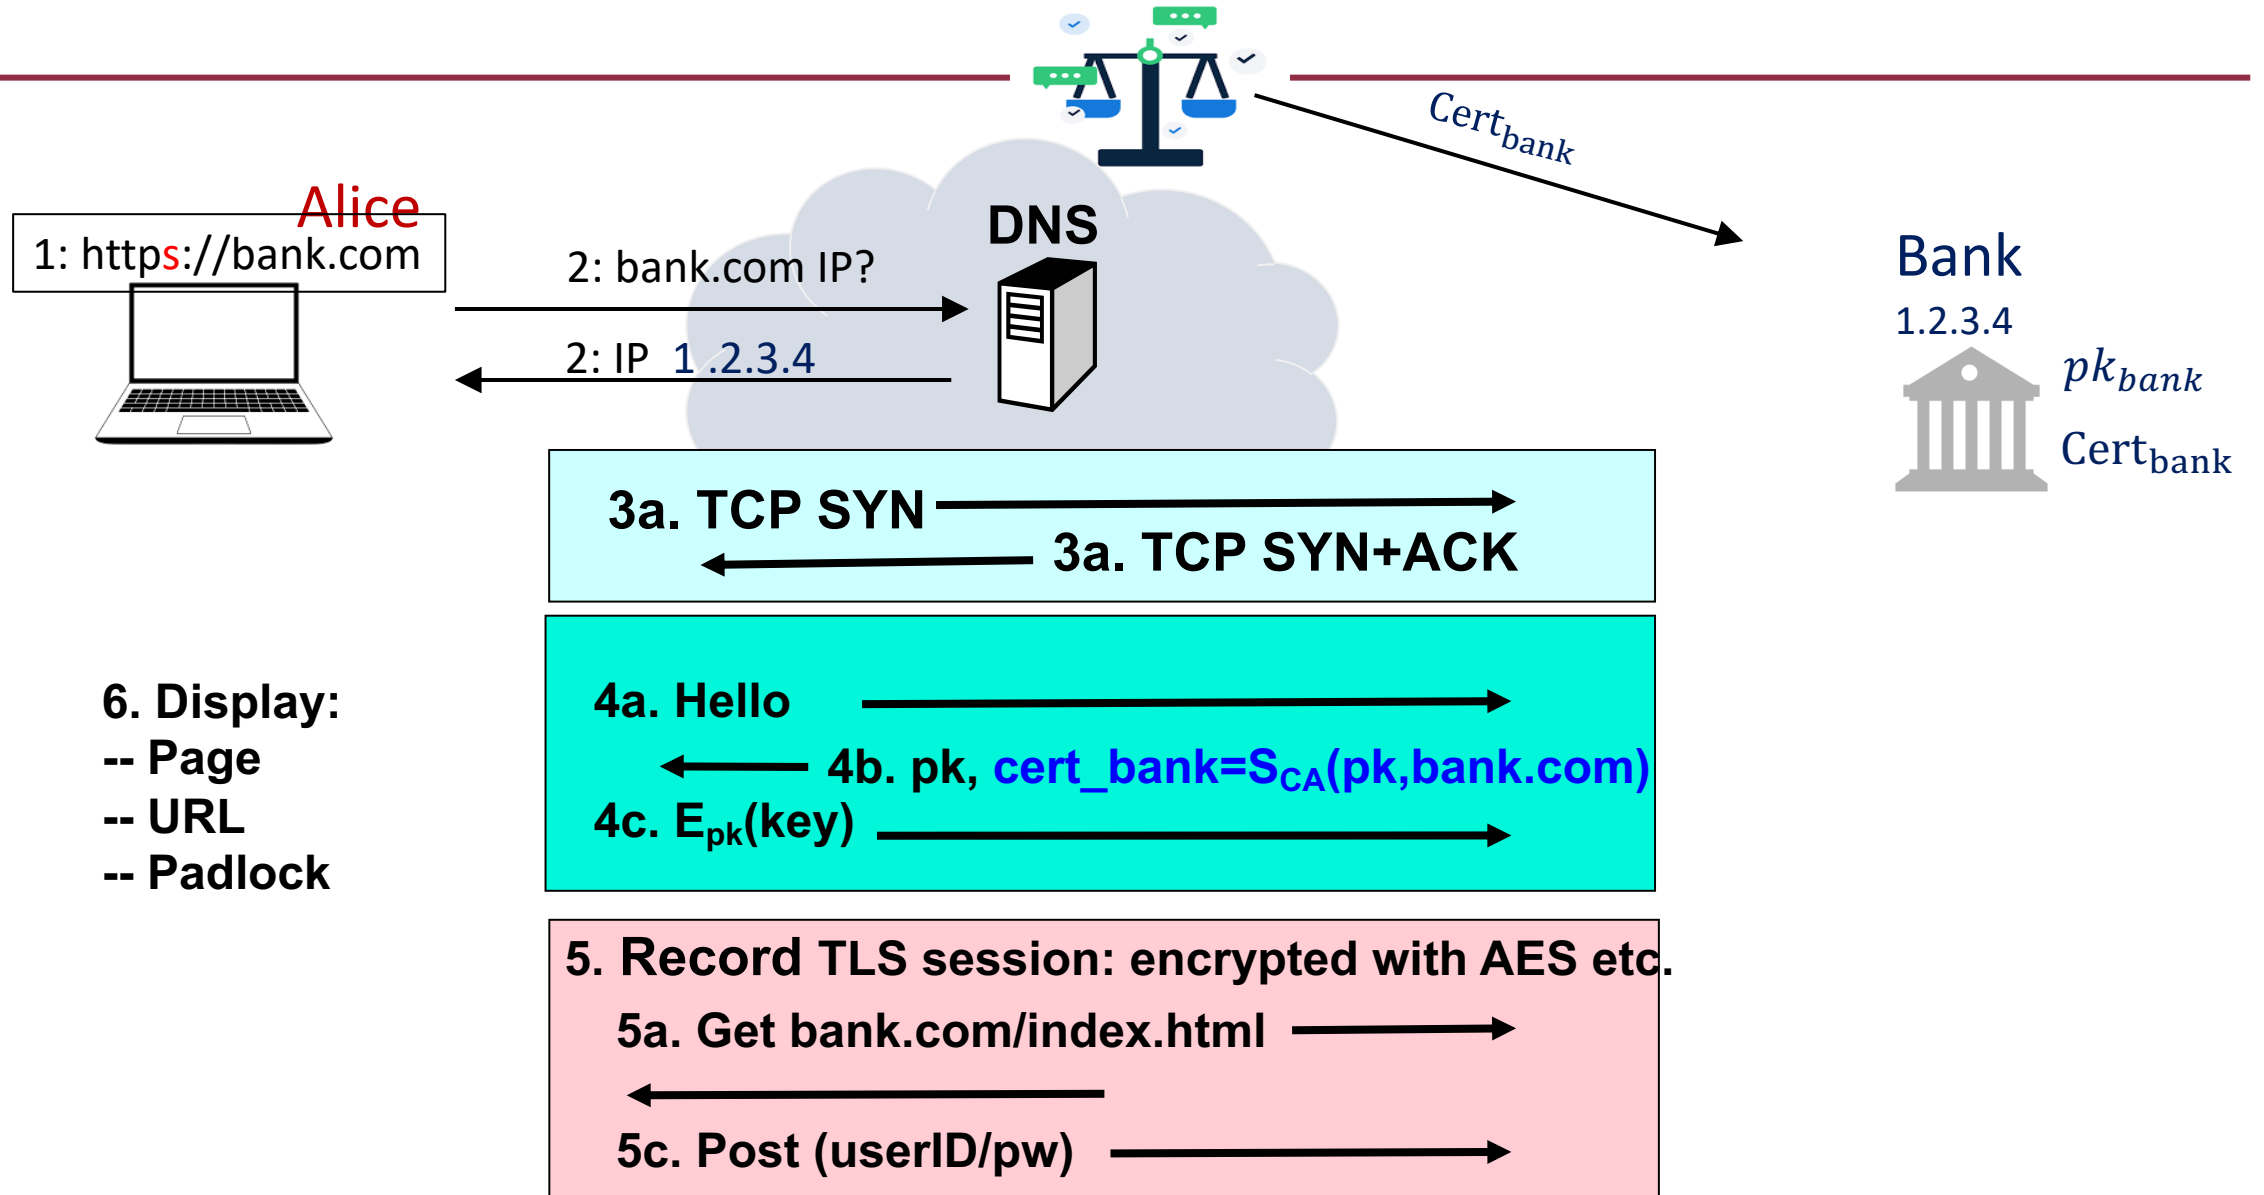 Cert_bank
Alice
1: https://bank.com
DNS
2: bank.com IP?
2: IP 1 .2.3.4
Bank
1.2.3.4
pk_bank
Cert_bank
3a. TCP SYN
3a. TCP SYN+ACK
4a. Hello
4b. pk, cert_bank=S_CA(pk,bank.com)
4c. E_pk(key)
6. Display:
-- Page
-- URL
-- Padlock
5. Record TLS session: encrypted with AES etc.
5a. Get bank.com/index.html
5c. Post (userID/pw)